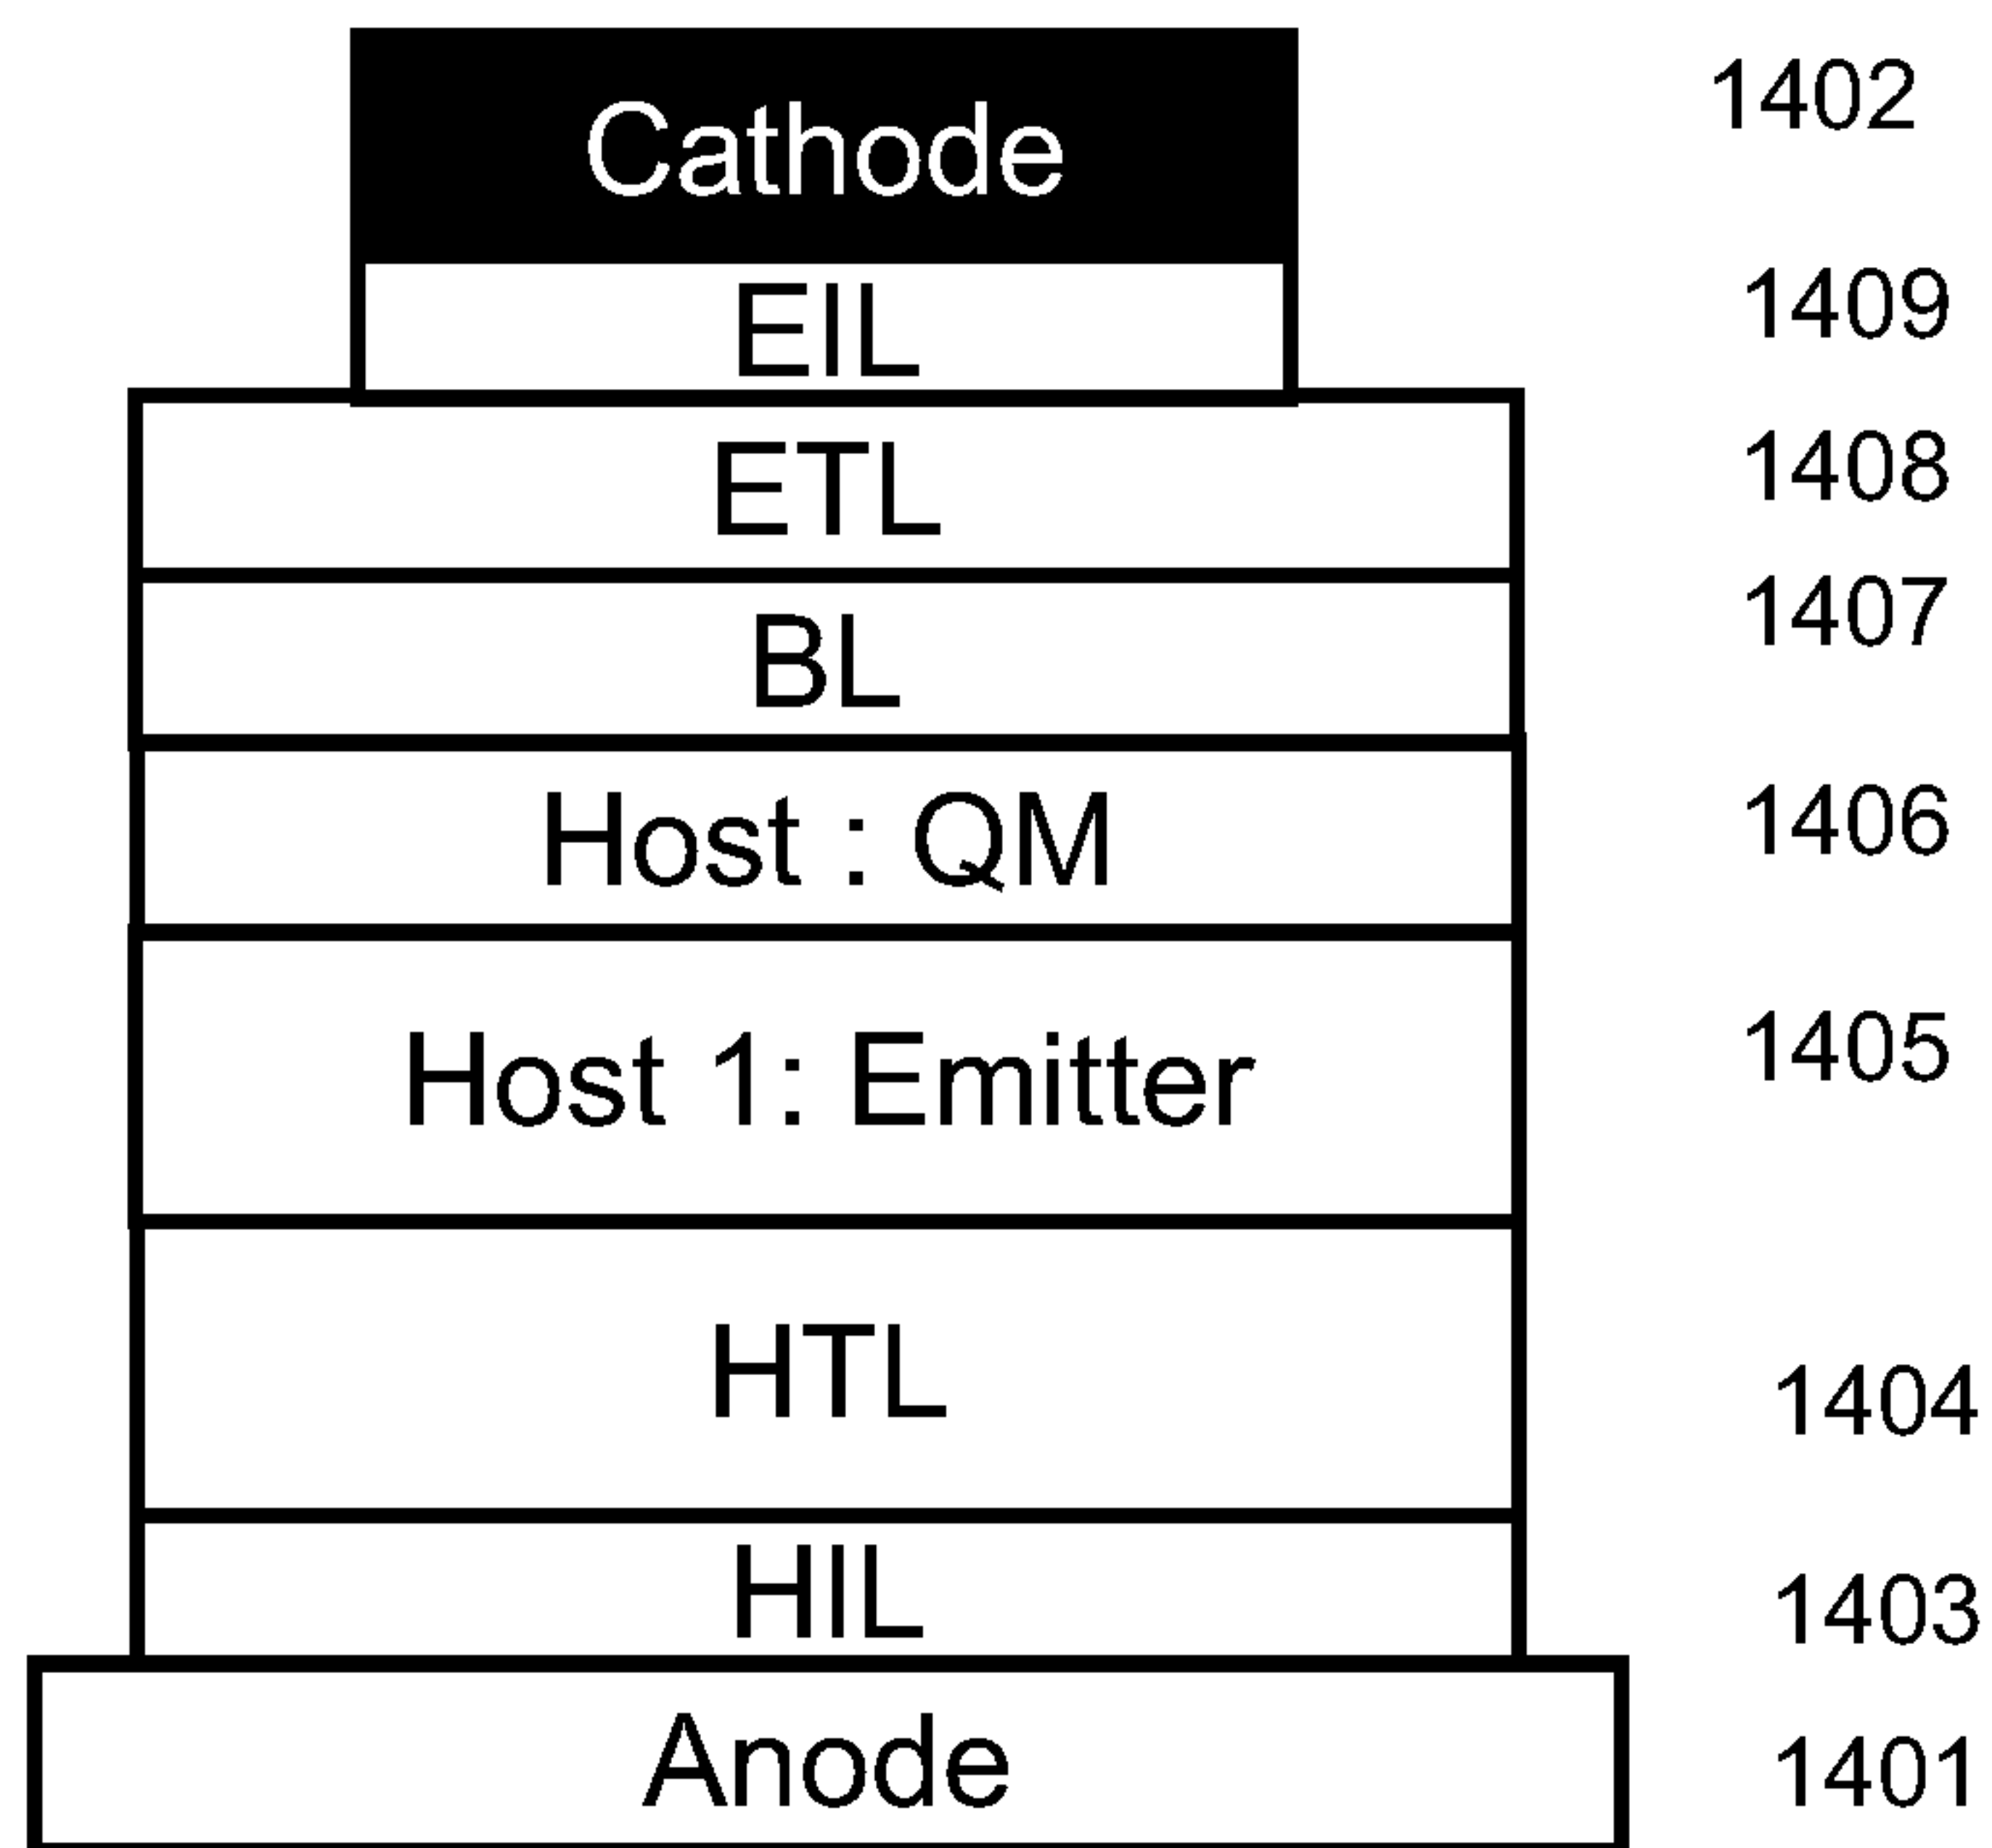 Cathode 1402
EIL 1409
ETL 1408
BL 1407
Host : QM 1406
Host 1: Emitter 1405
HTL 1404
HIL 1403
Anode 1401